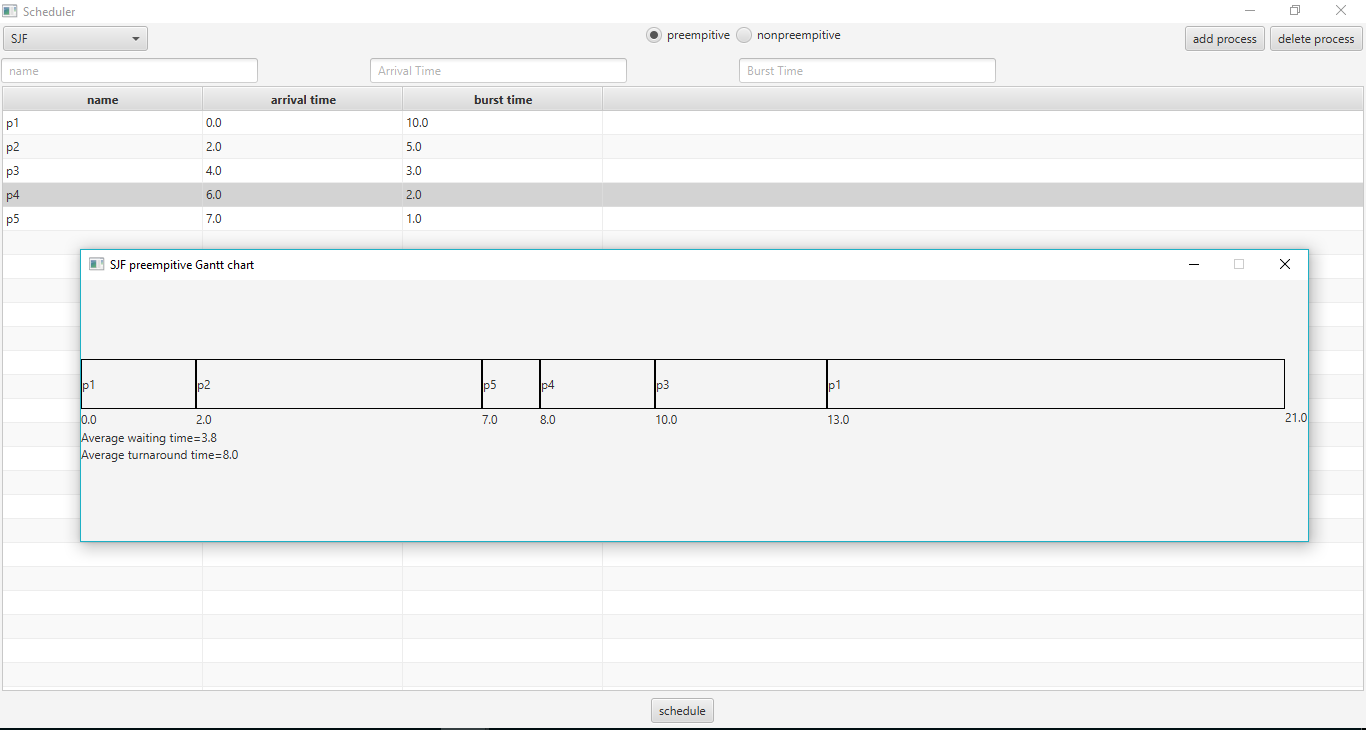 Scheduler
SJF preempitive nonpreempitive add process delete process
name Arrival Time Burst Time
name arrival time burst time
p1 0.0 10.0
p2 2.0 5.0
p3 4.0 3.0
p4 6.0 2.0
p5 7.0 1.0
SJF preempitive Gantt chart
p1 p2 p5 p4 p3 p1
0.0 2.0 7.0 8.0 10.0 13.0 21.0
Average waiting time=3.8
Average turnaround time=8.0
schedule